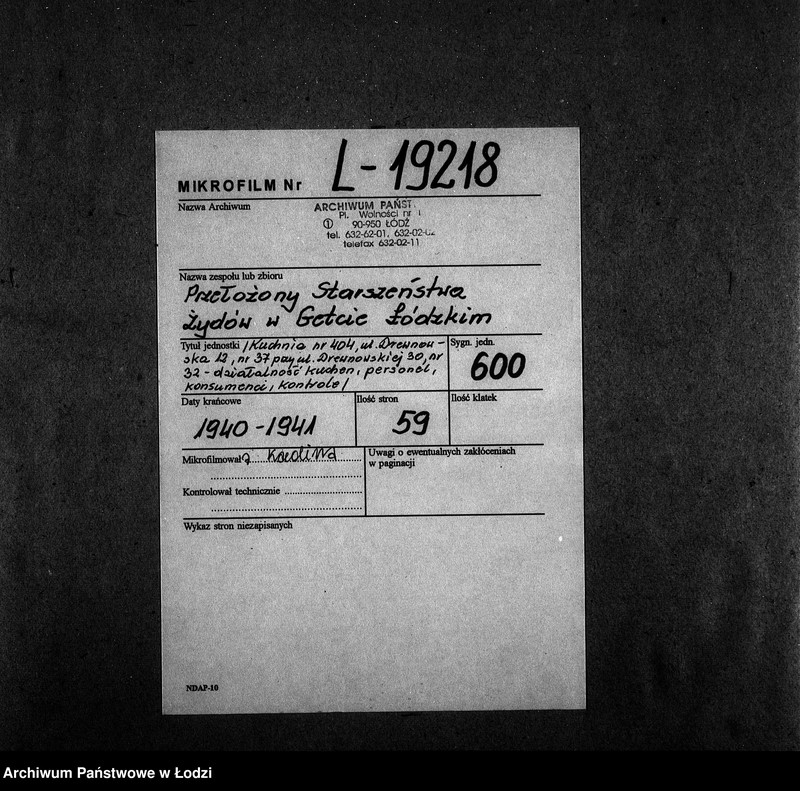 MIKROFILM Nr L-19218
Nazwa Archiwum
ARCHIWUM PAŃST.
Pl. Wolności nr 1
① 90-950 ŁÓDŹ
tel. 632-62-01, 632-02-02
telefax 632-02-11
Nazwa zespołu lub zbioru
Przełożony Starszeństwa
Żydów w Getcie Łódzkim
Tytuł jednostki /Kuchnia nr 404, ul. Drewnow-
ska 12, nr 37 przy ul. Drewnowskiej 30, nr
32 - działalność kuchen, personel,
konsumenci, kontrole/
Sygn. jedn.
600
Daty krańcowe
1940-1941
Ilość stron
59
Ilość klatek
Mikrofilmował
Uwagi o ewentualnych zakłóceniach
w paginacji
Kontrolował technicznie
Wykaz stron niezapisanych
NDAP-10
Archiwum Państwowe w Łodzi